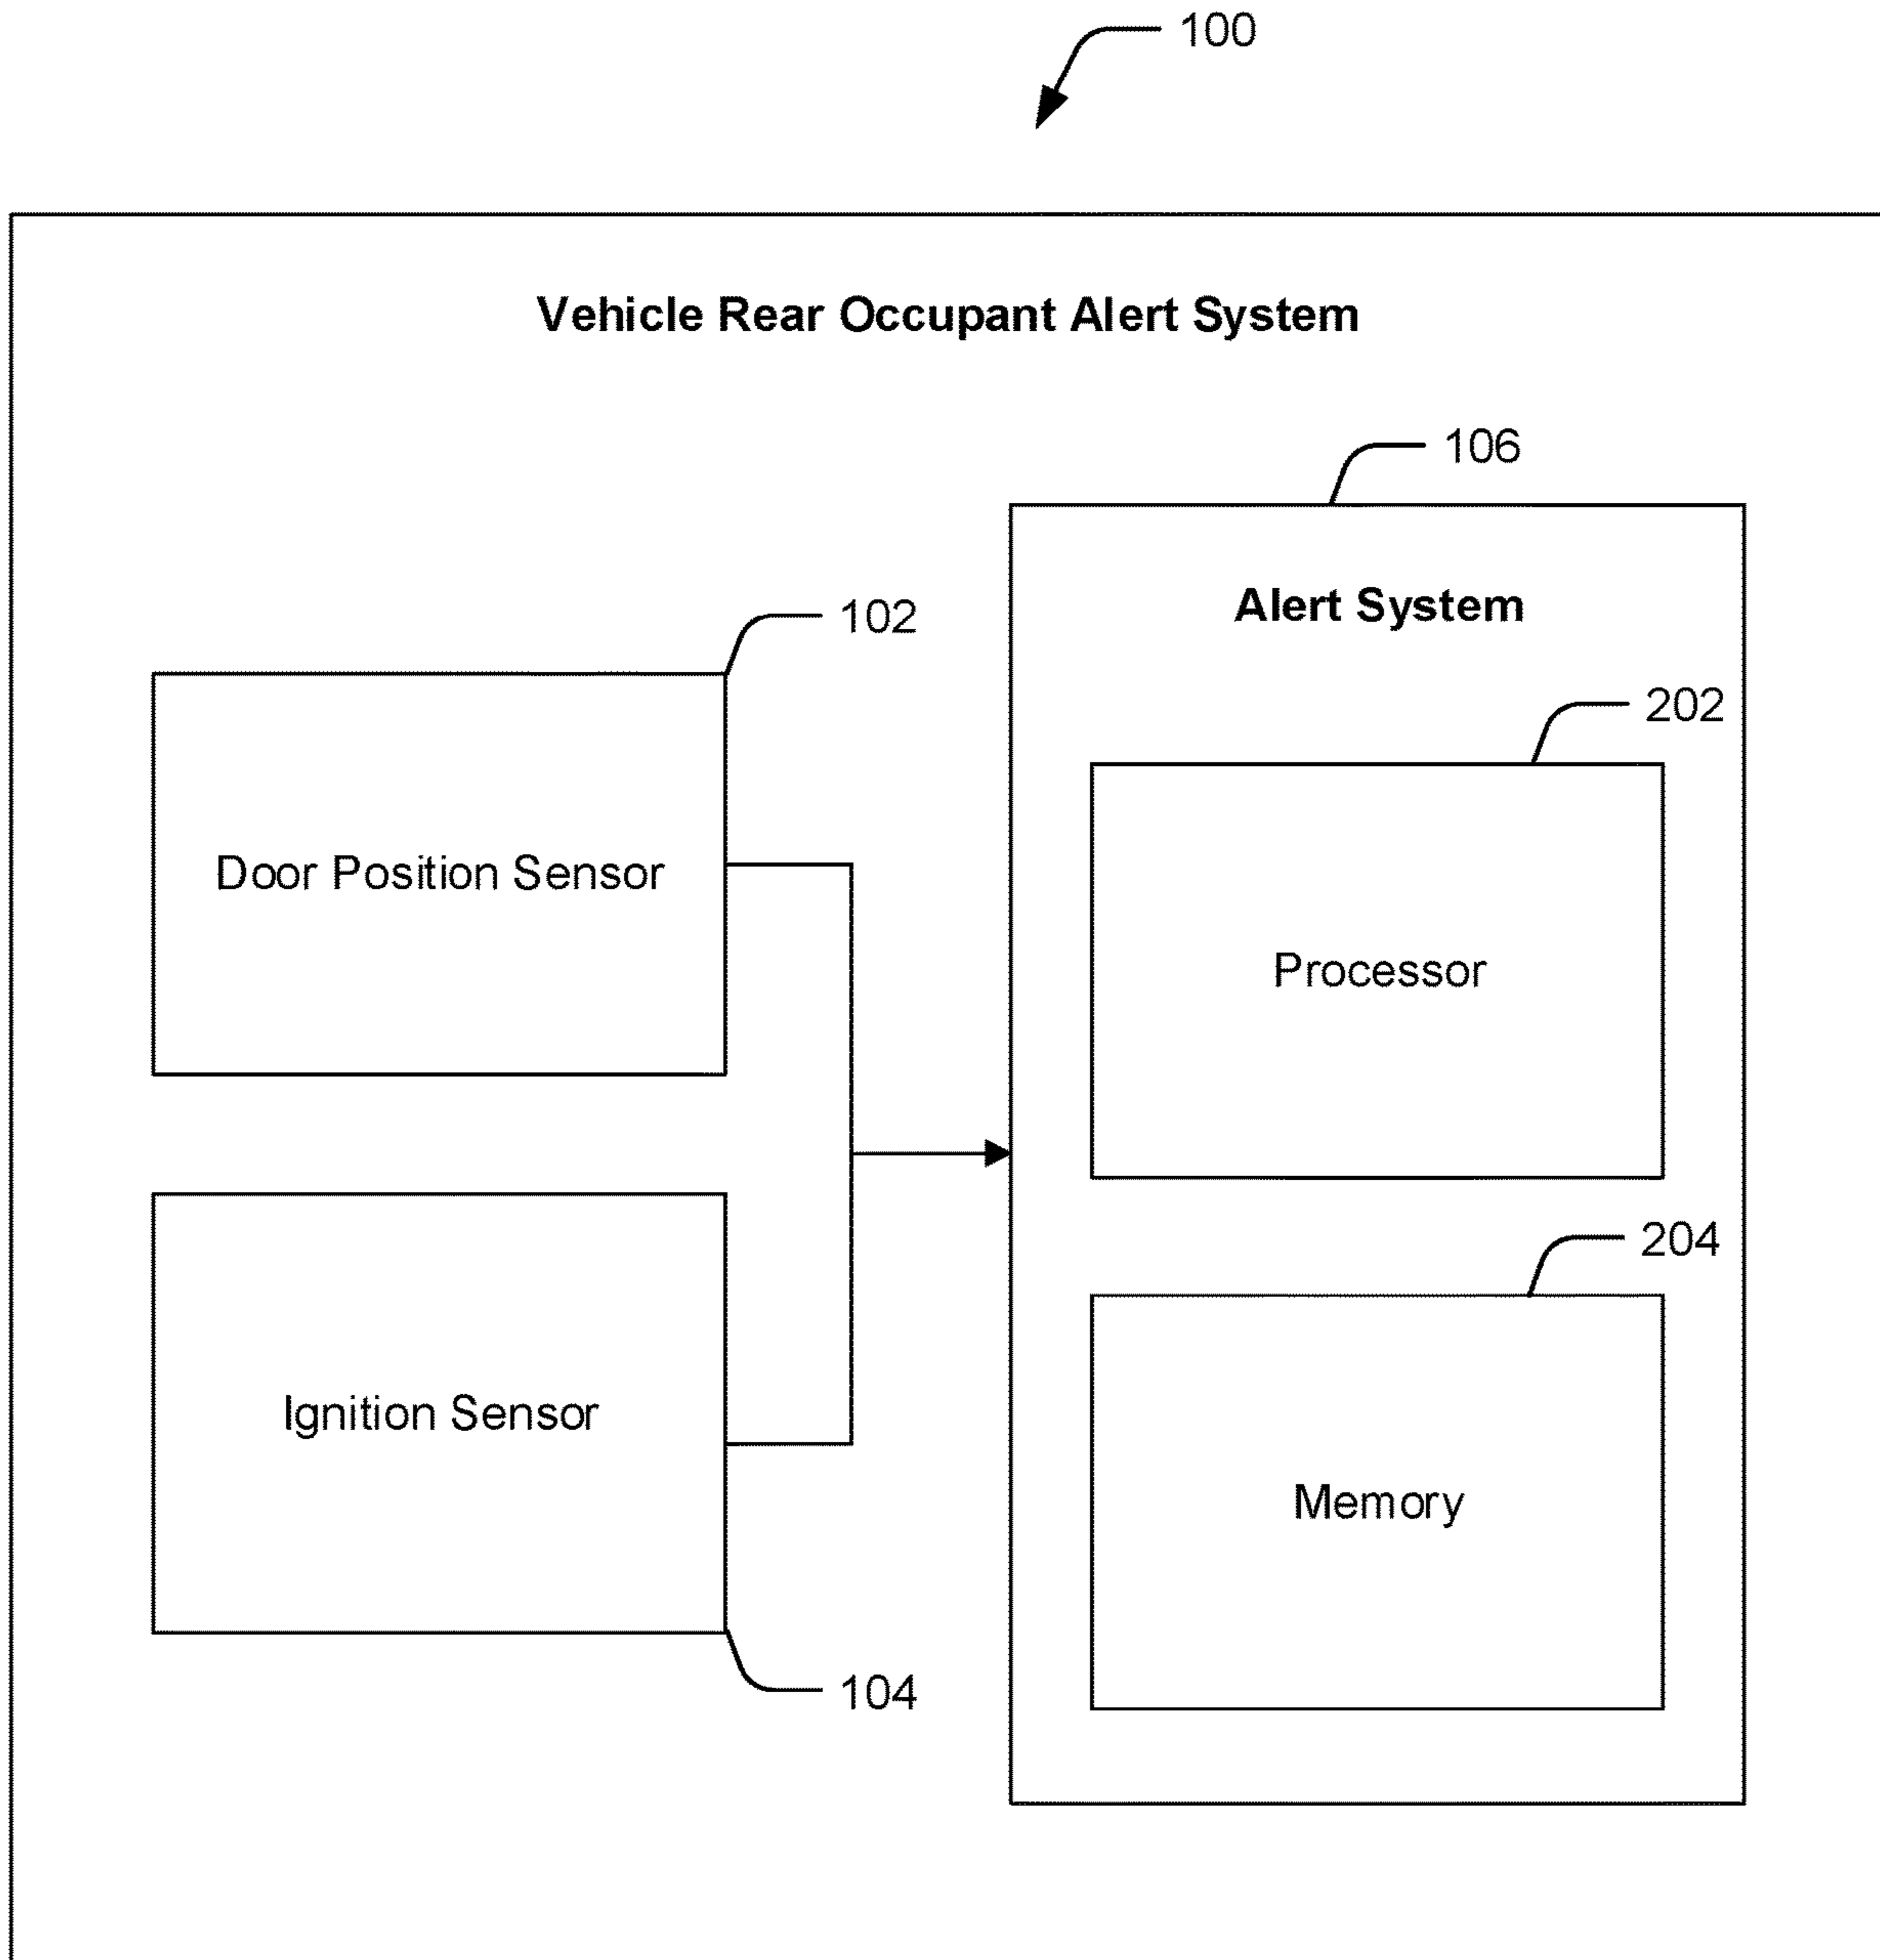 100
Vehicle Rear Occupant Alert System
106
Alert System
102
202
Door Position Sensor
Processor
204
Ignition Sensor
Memory
104